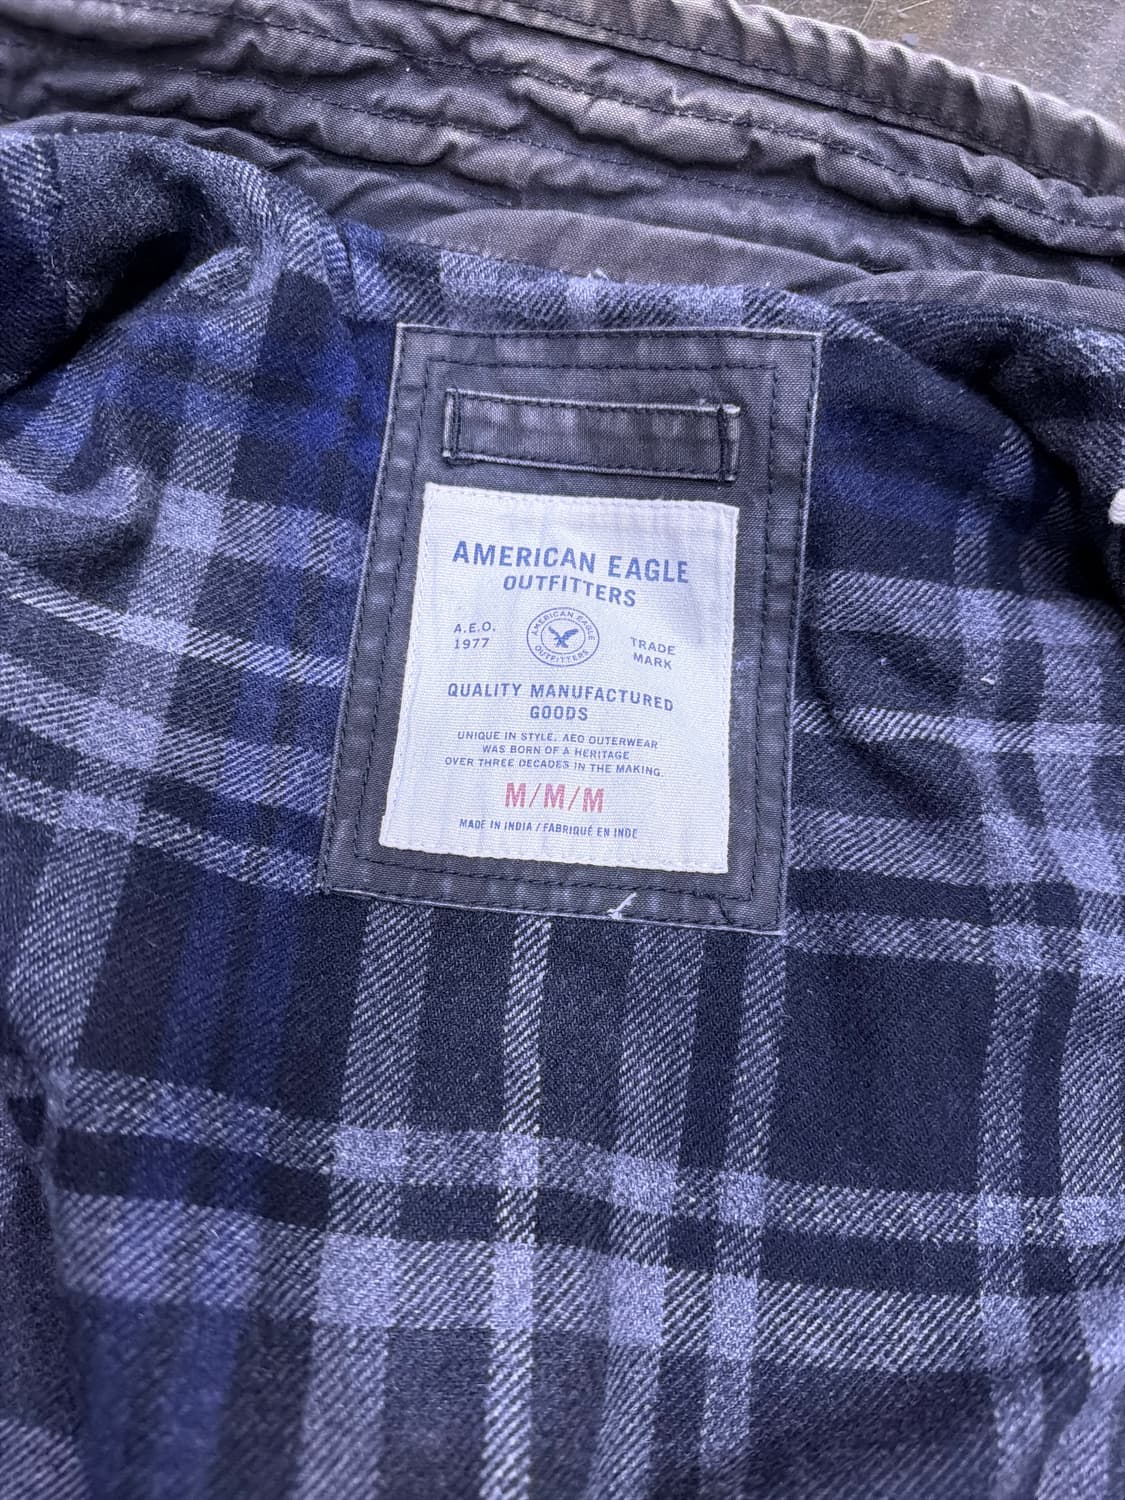 AMERICAN EAGLE
OUTFITTERS
A.E.O.
1977
AMERICAN EAGLE
OUTFITTERS
TRADE
MARK
QUALITY MANUFACTURED
GOODS
UNIQUE IN STYLE. AEO OUTERWEAR
WAS BORN OF A HERITAGE
OVER THREE DECADES IN THE MAKING.
M/M/M
MADE IN INDIA / FABRIQUÉ EN INDE